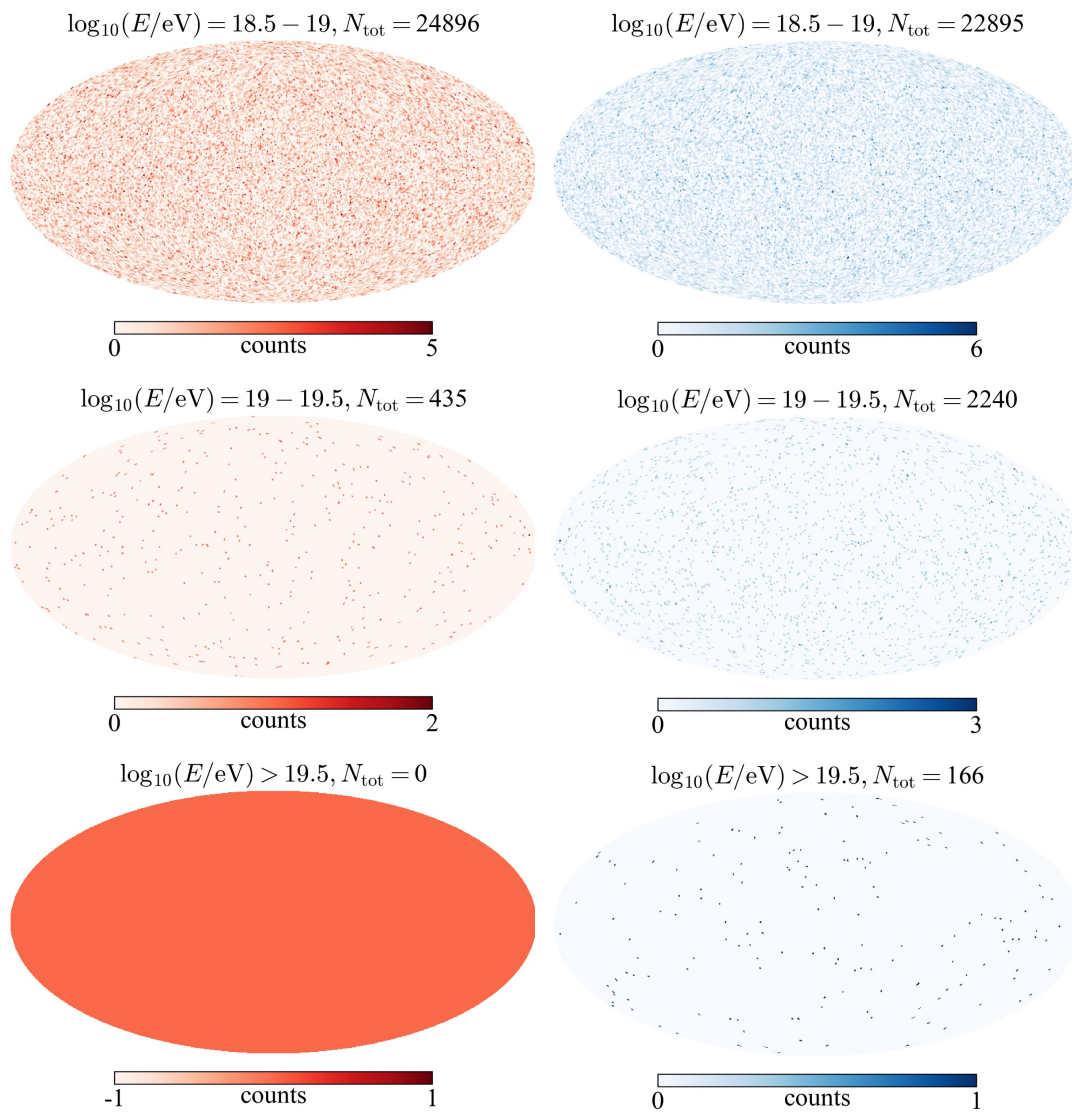 log₁₀(E/eV) = 18.5 − 19, Nₜₒₜ = 24896
log₁₀(E/eV) = 18.5 − 19, Nₜₒₜ = 22895
0 counts 5
0 counts 6
log₁₀(E/eV) = 19 − 19.5, Nₜₒₜ = 435
log₁₀(E/eV) = 19 − 19.5, Nₜₒₜ = 2240
0 counts 2
0 counts 3
log₁₀(E/eV) > 19.5, Nₜₒₜ = 0
log₁₀(E/eV) > 19.5, Nₜₒₜ = 166
-1 counts 1
0 counts 1